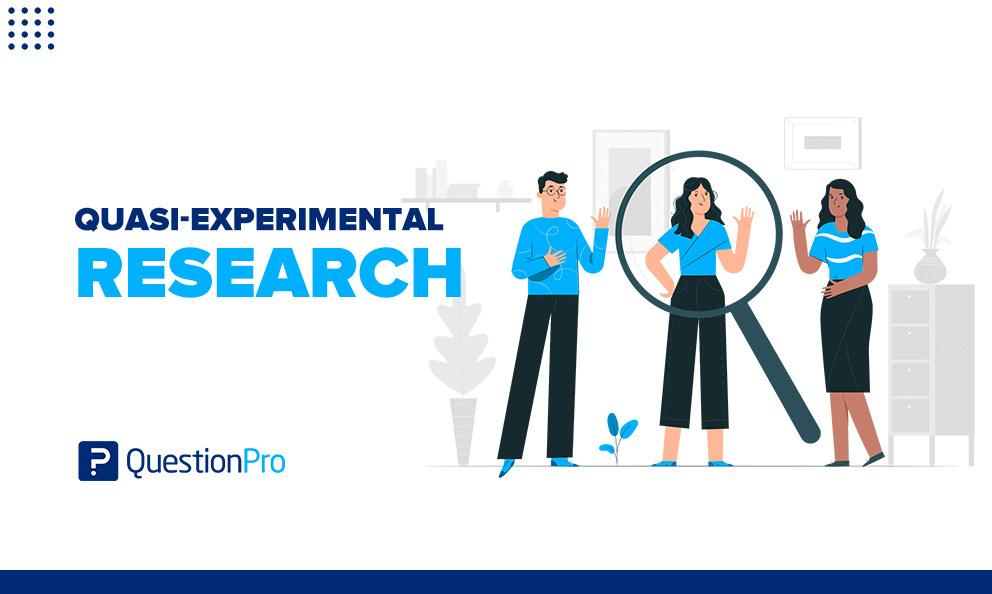 QUASI-EXPERIMENTAL
RESEARCH
? QuestionPro